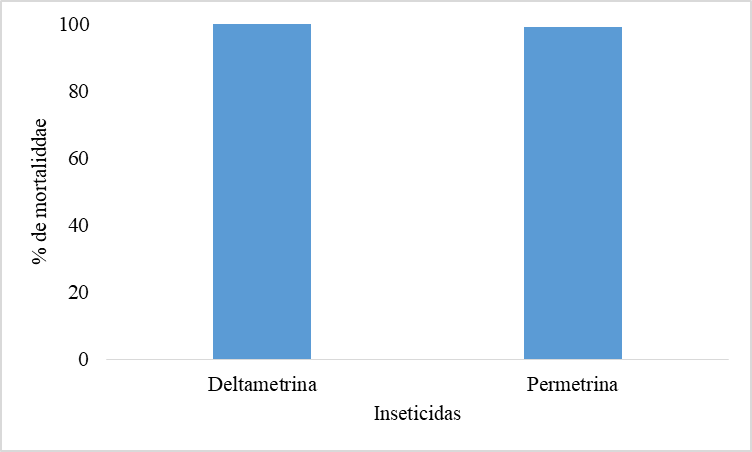 % de mortaliddae
100
80
60
40
20
0
Deltametrina
Permetrina
Inseticidas